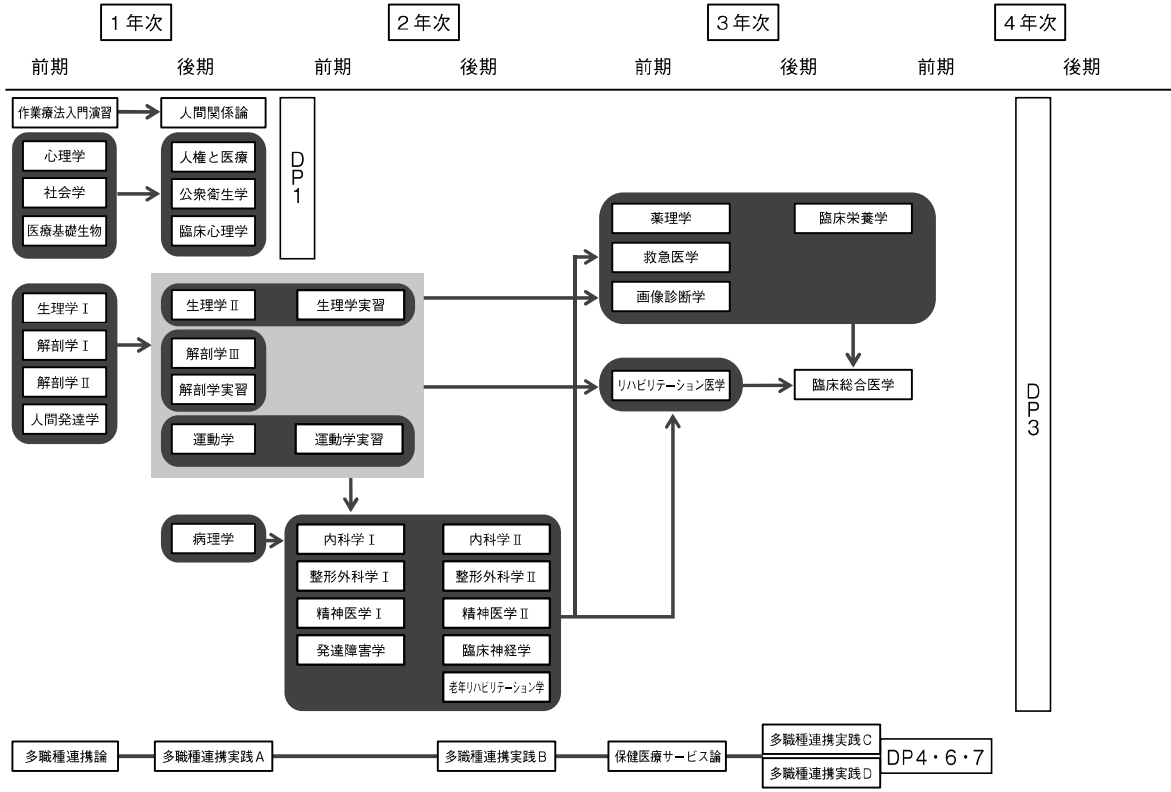 1年次
2年次
3年次
4年次
前期
後期
前期
後期
前期
後期
前期
後期
作業療法入門演習
人間関係論
心理学
社会学
医療基礎生物
人権と医療
公衆衛生学
臨床心理学
DP1
生理学Ⅰ
解剖学Ⅰ
解剖学Ⅱ
人間発達学
生理学Ⅱ
生理学実習
解剖学Ⅲ
解剖学実習
運動学
運動学実習
病理学
内科学Ⅰ
整形外科学Ⅰ
精神医学Ⅰ
発達障害学
内科学Ⅱ
整形外科学Ⅱ
精神医学Ⅱ
臨床神経学
老年リハビリテーション学
薬理学
救急医学
画像診断学
臨床栄養学
リハビリテーション医学
臨床総合医学
DP3
多職種連携論
多職種連携実践A
多職種連携実践B
保健医療サービス論
多職種連携実践C
多職種連携実践D
DP4・6・7